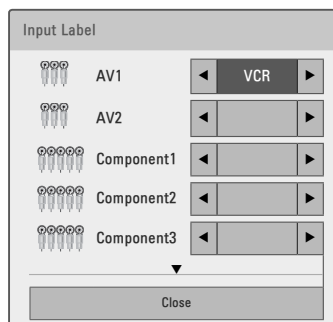 Input Label
AV1 VCR
AV2
Component1
Component2
Component3
Close